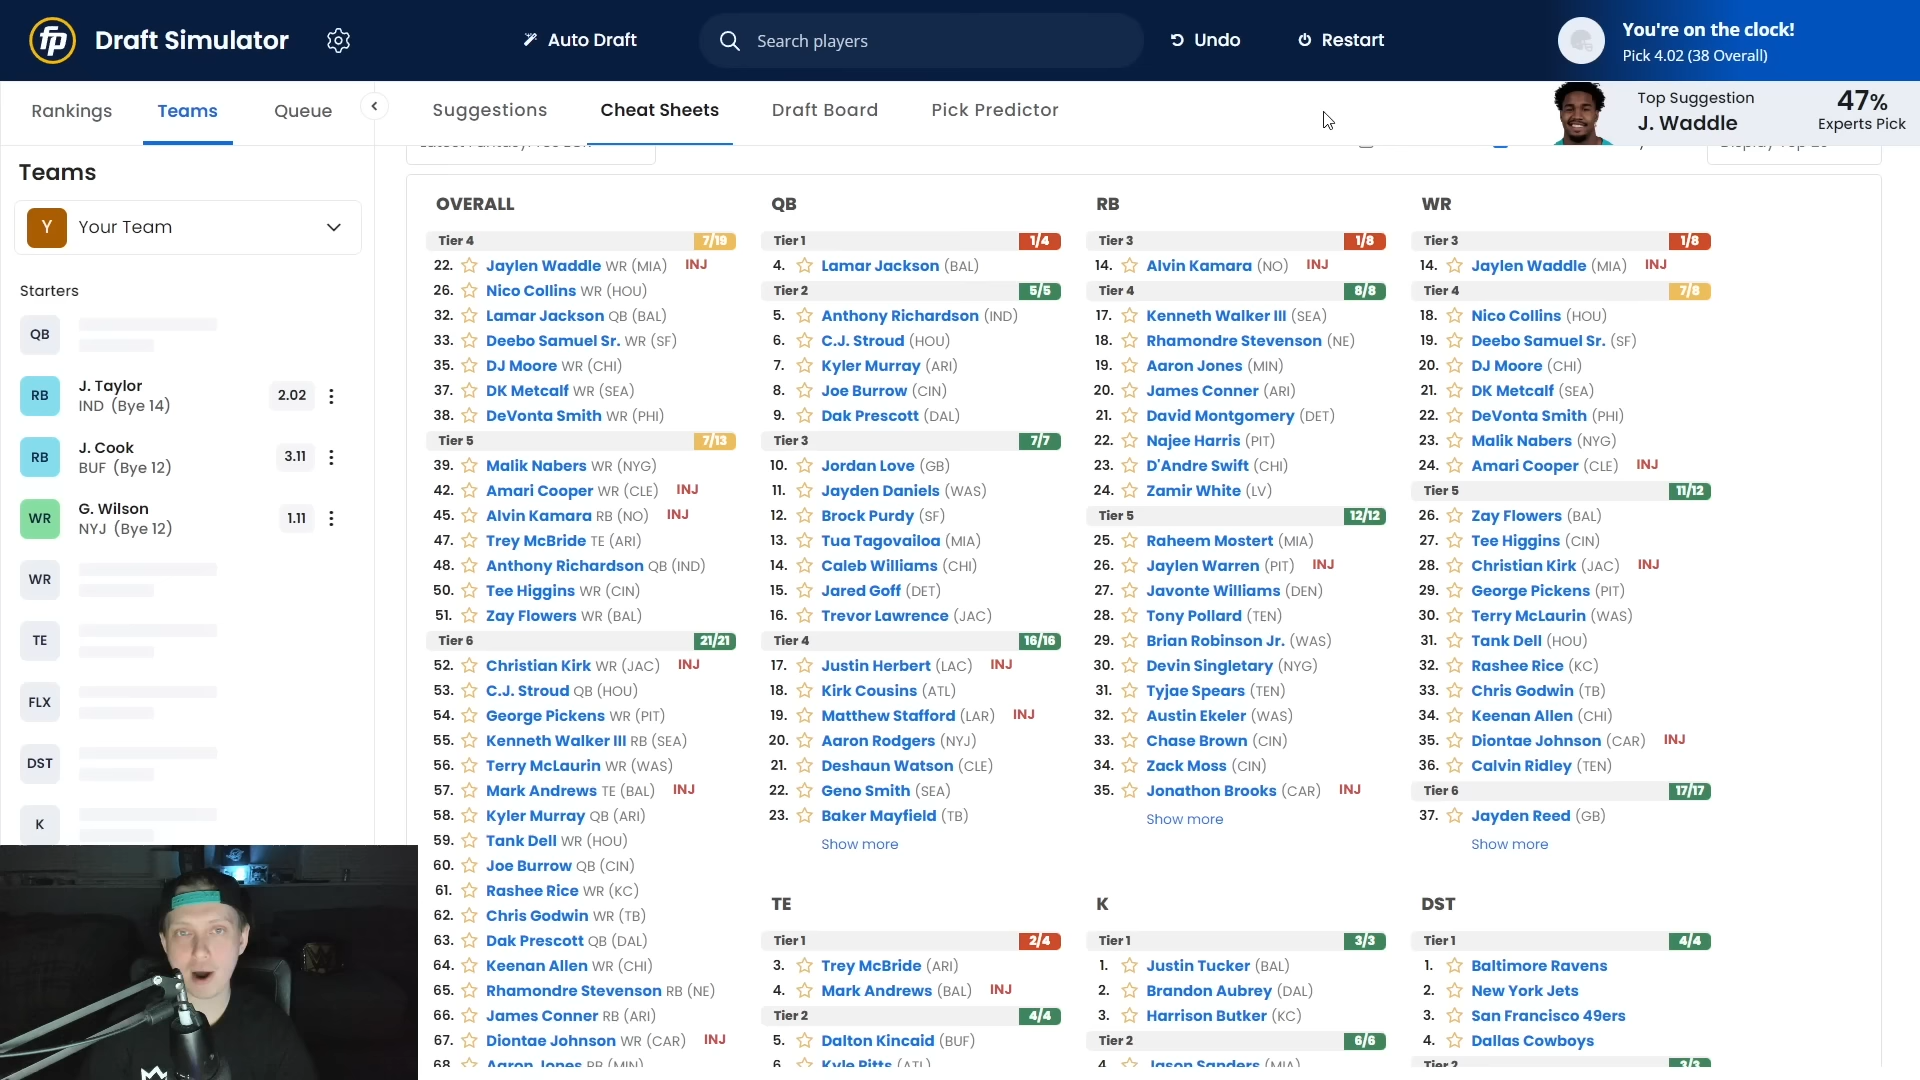 fp Draft Simulator
Auto Draft
Search players
Undo
Restart
You're on the clock!
Pick 4.02 (38 Overall)
Rankings
Teams
Queue
Suggestions
Cheat Sheets
Draft Board
Pick Predictor
Top Suggestion
J. Waddle
47%
Experts Pick
Teams
Y Your Team
Starters
QB
RB J. Taylor 2.02
IND (Bye 14)
RB J. Cook 3.11
BUF (Bye 12)
WR G. Wilson 1.11
NYJ (Bye 12)
WR
TE
FLX
DST
K
OVERALL
Tier 4 7/19
22. Jaylen Waddle WR (MIA) INJ
26. Nico Collins WR (HOU)
32. Lamar Jackson QB (BAL)
33. Deebo Samuel Sr. WR (SF)
35. DJ Moore WR (CHI)
37. DK Metcalf WR (SEA)
38. DeVonta Smith WR (PHI)
Tier 5 7/13
39. Malik Nabers WR (NYG)
42. Amari Cooper WR (CLE) INJ
45. Alvin Kamara RB (NO) INJ
47. Trey McBride TE (ARI)
48. Anthony Richardson QB (IND)
50. Tee Higgins WR (CIN)
51. Zay Flowers WR (BAL)
Tier 6 21/21
52. Christian Kirk WR (JAC) INJ
53. C.J. Stroud QB (HOU)
54. George Pickens WR (PIT)
55. Kenneth Walker III RB (SEA)
56. Terry McLaurin WR (WAS)
57. Mark Andrews TE (BAL) INJ
58. Kyler Murray QB (ARI)
59. Tank Dell WR (HOU)
60. Joe Burrow QB (CIN)
61. Rashee Rice WR (KC)
62. Chris Godwin WR (TB)
63. Dak Prescott QB (DAL)
64. Keenan Allen WR (CHI)
65. Rhamondre Stevenson RB (NE)
66. James Conner RB (ARI)
67. Diontae Johnson WR (CAR) INJ
68. Aaron Jones RB (MIN)
QB
Tier 1 1/4
4. Lamar Jackson (BAL)
Tier 2 5/5
5. Anthony Richardson (IND)
6. C.J. Stroud (HOU)
7. Kyler Murray (ARI)
8. Joe Burrow (CIN)
9. Dak Prescott (DAL)
Tier 3 7/7
10. Jordan Love (GB)
11. Jayden Daniels (WAS)
12. Brock Purdy (SF)
13. Tua Tagovailoa (MIA)
14. Caleb Williams (CHI)
15. Jared Goff (DET)
16. Trevor Lawrence (JAC)
Tier 4 16/16
17. Justin Herbert (LAC) INJ
18. Kirk Cousins (ATL)
19. Matthew Stafford (LAR) INJ
20. Aaron Rodgers (NYJ)
21. Deshaun Watson (CLE)
22. Geno Smith (SEA)
23. Baker Mayfield (TB)
Show more
RB
Tier 3 1/8
14. Alvin Kamara (NO) INJ
Tier 4 8/8
17. Kenneth Walker III (SEA)
18. Rhamondre Stevenson (NE)
19. Aaron Jones (MIN)
20. James Conner (ARI)
21. David Montgomery (DET)
22. Najee Harris (PIT)
23. D'Andre Swift (CHI)
24. Zamir White (LV)
Tier 5 12/12
25. Raheem Mostert (MIA)
26. Jaylen Warren (PIT) INJ
27. Javonte Williams (DEN)
28. Tony Pollard (TEN)
29. Brian Robinson Jr. (WAS)
30. Devin Singletary (NYG)
31. Tyjae Spears (TEN)
32. Austin Ekeler (WAS)
33. Chase Brown (CIN)
34. Zack Moss (CIN)
35. Jonathon Brooks (CAR) INJ
Show more
WR
Tier 3 1/8
14. Jaylen Waddle (MIA) INJ
Tier 4 7/8
18. Nico Collins (HOU)
19. Deebo Samuel Sr. (SF)
20. DJ Moore (CHI)
21. DK Metcalf (SEA)
22. DeVonta Smith (PHI)
23. Malik Nabers (NYG)
24. Amari Cooper (CLE) INJ
Tier 5 11/12
26. Zay Flowers (BAL)
27. Tee Higgins (CIN)
28. Christian Kirk (JAC) INJ
29. George Pickens (PIT)
30. Terry McLaurin (WAS)
31. Tank Dell (HOU)
32. Rashee Rice (KC)
33. Chris Godwin (TB)
34. Keenan Allen (CHI)
35. Diontae Johnson (CAR) INJ
36. Calvin Ridley (TEN)
Tier 6 17/17
37. Jayden Reed (GB)
Show more
TE
Tier 1 2/4
3. Trey McBride (ARI)
4. Mark Andrews (BAL) INJ
Tier 2 4/4
5. Dalton Kincaid (BUF)
6. Kyle Pitts (ATL)
K
Tier 1 3/3
1. Justin Tucker (BAL)
2. Brandon Aubrey (DAL)
3. Harrison Butker (KC)
Tier 2 6/6
4. Jason Sanders (MIA)
DST
Tier 1 4/4
1. Baltimore Ravens
2. New York Jets
3. San Francisco 49ers
4. Dallas Cowboys
Tier 2 3/3